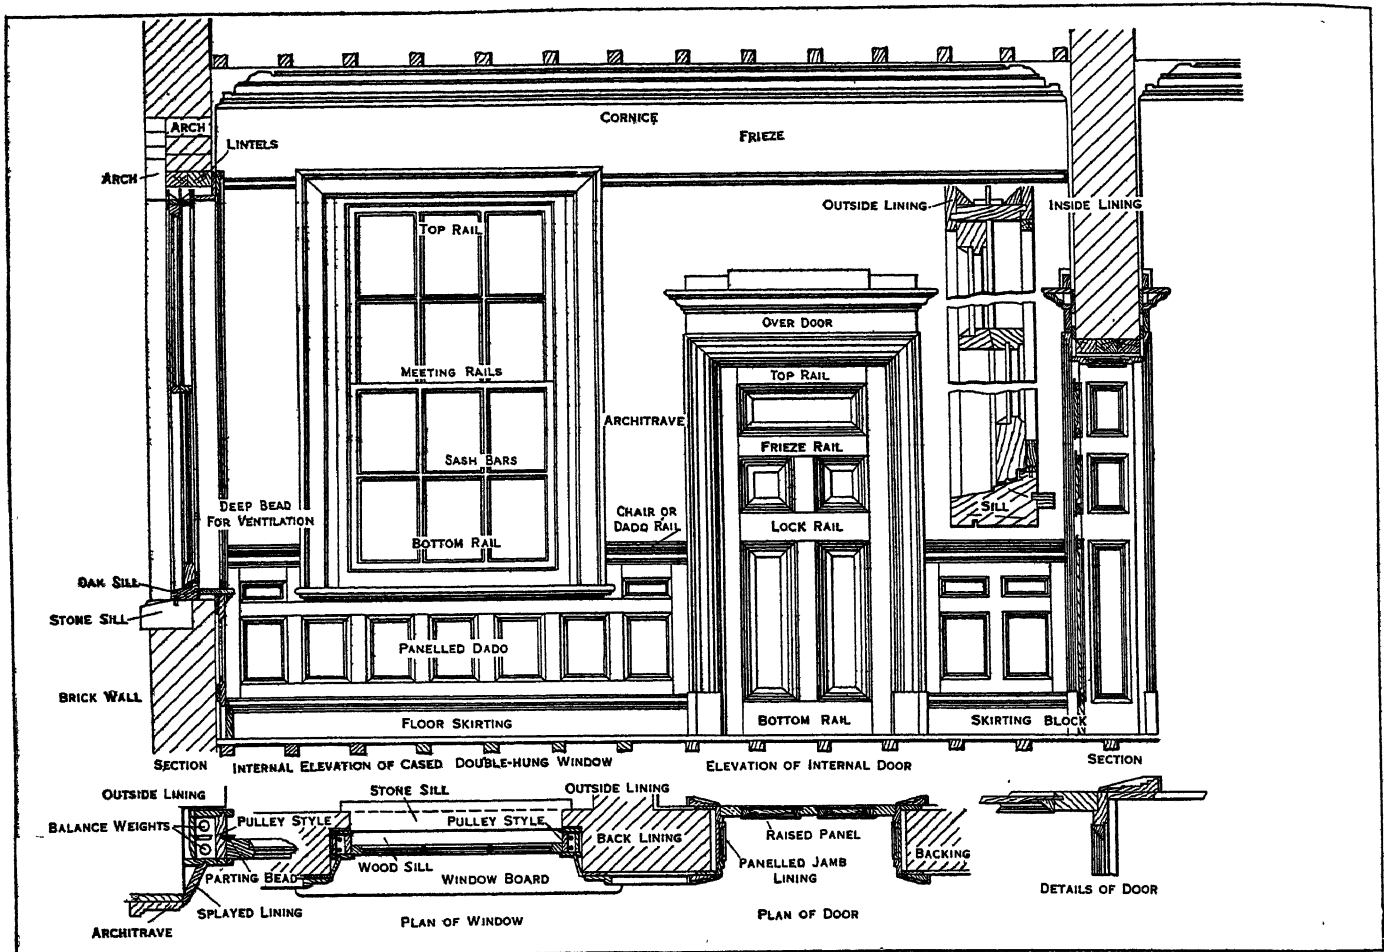 CORNICE
FRIEZE
ARCH
LINTELS
ARCH
OUTSIDE LINING
INSIDE LINING
TOP RAIL
OVER DOOR
MEETING RAILS
TOP RAIL
ARCHITRAVE
FRIEZE RAIL
SASH BARS
DEEP BEAD
FOR VENTILATION
CHAIR OR
DADO RAIL
LOCK RAIL
SILL
BOTTOM RAIL
OAK SILL
STONE SILL
PANELLED DADO
BRICK WALL
FLOOR SKIRTING
BOTTOM RAIL
SKIRTING BLOCK
SECTION
INTERNAL ELEVATION OF CASED DOUBLE-HUNG WINDOW
ELEVATION OF INTERNAL DOOR
SECTION
OUTSIDE LINING
STONE SILL
OUTSIDE LINING
BALANCE WEIGHTS
PULLEY STYLE
PULLEY STYLE
BACK LINING
RAISED PANEL
BACKING
WOOD SILL
PARTING BEAD
WINDOW BOARD
PANELLED JAMB
LINING
DETAILS OF DOOR
SPLAYED LINING
PLAN OF WINDOW
PLAN OF DOOR
ARCHITRAVE